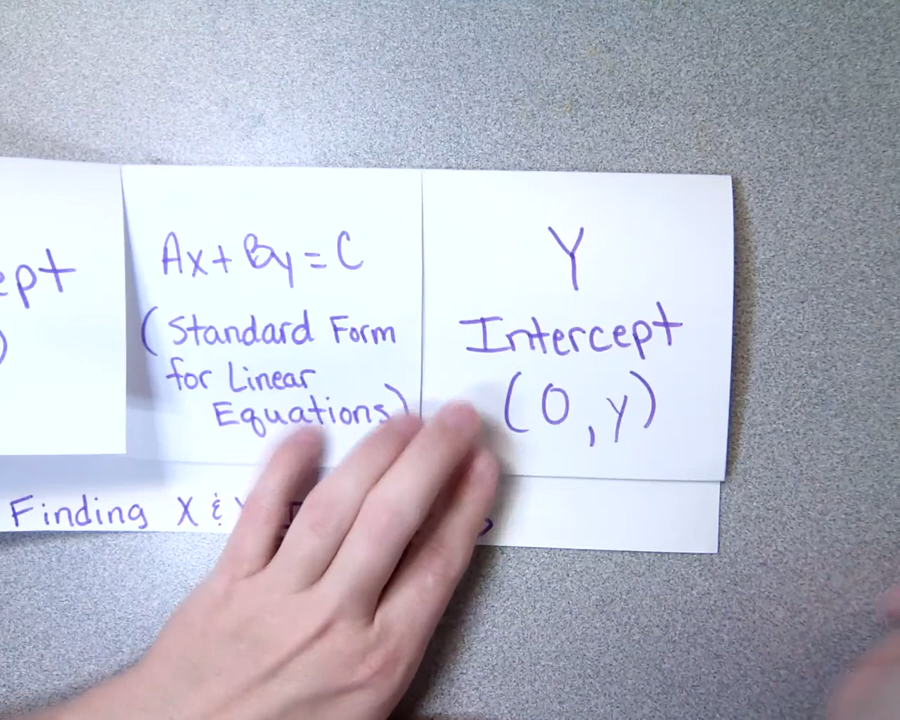 ept
)
Ax + By = C
(Standard Form
for Linear
Equations)
Y
Intercept
(0, y)
Finding X &